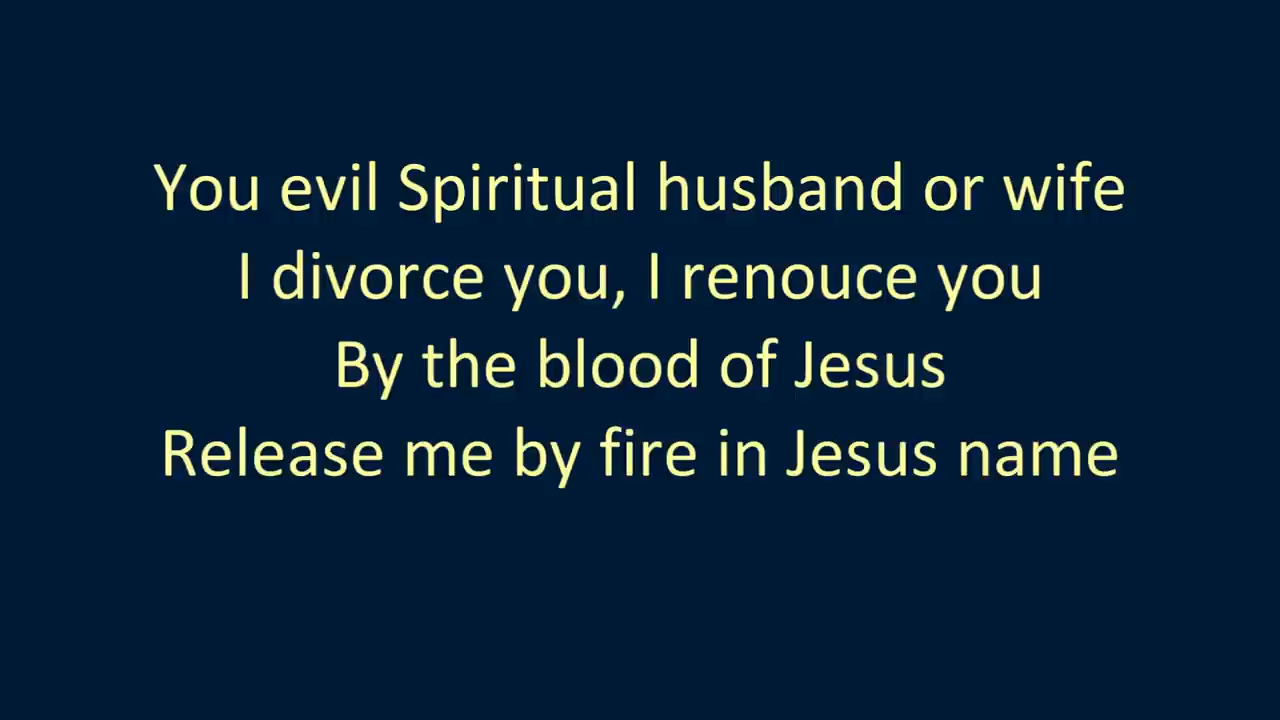 You evil Spiritual husband or wife
I divorce you, I renouce you
By the blood of Jesus
Release me by fire in Jesus name